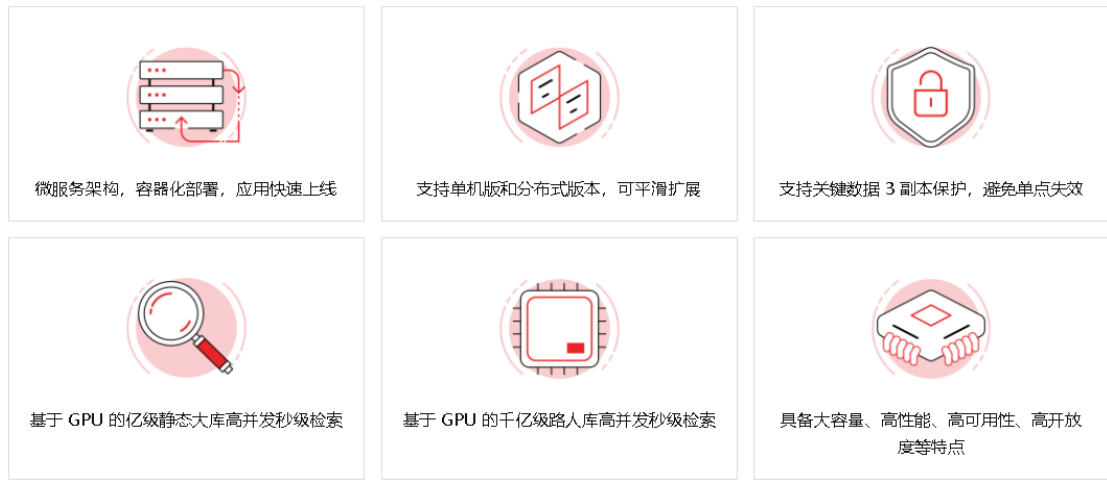 微服务架构，容器化部署，应用快速上线
支持单机版和分布式版本，可平滑扩展
支持关键数据 3 副本保护，避免单点失效
基于 GPU 的亿级静态大库高并发秒级检索
基于 GPU 的千亿级路人库高并发秒级检索
具备大容量、高性能、高可用性、高开放
度等特点